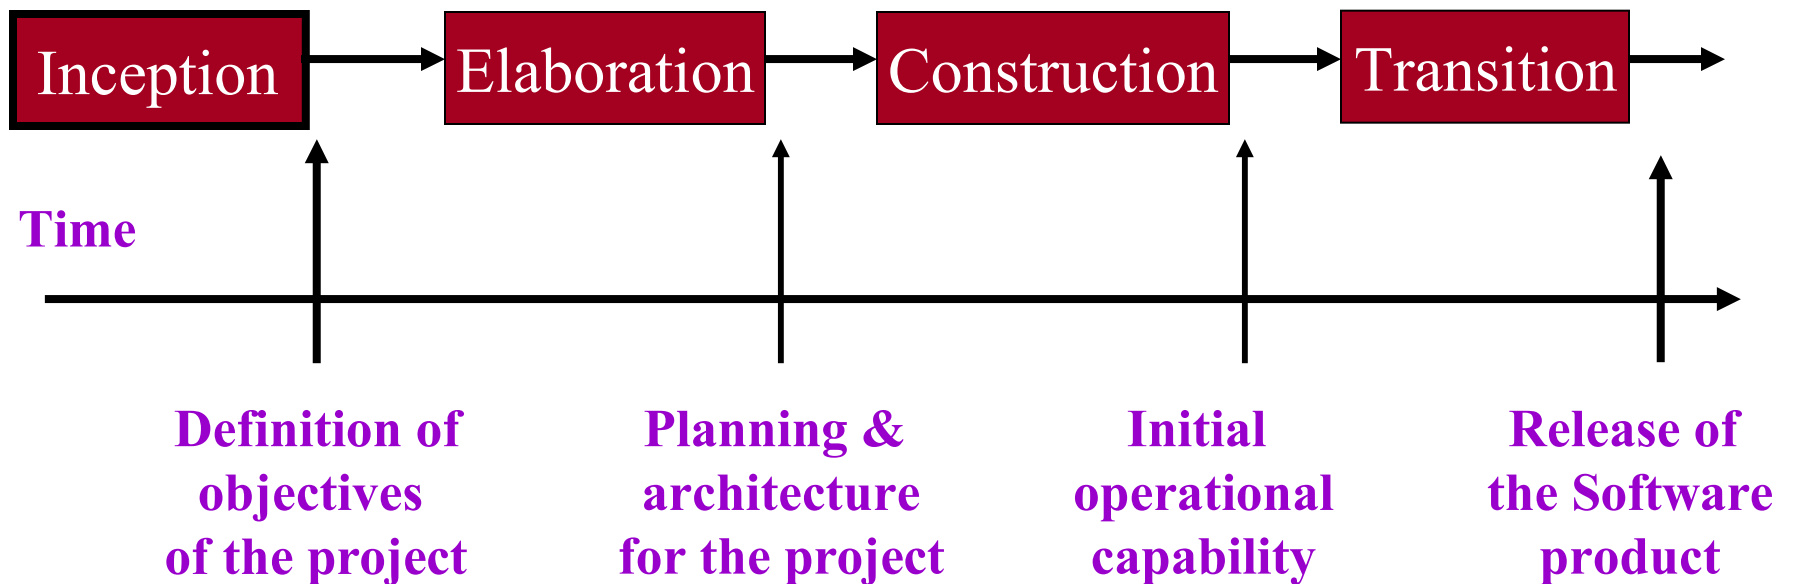 Inception
Elaboration
Construction
Transition
Time
Definition of
objectives
of the project
Planning &
architecture
for the project
Initial
operational
capability
Release of
the Software
product